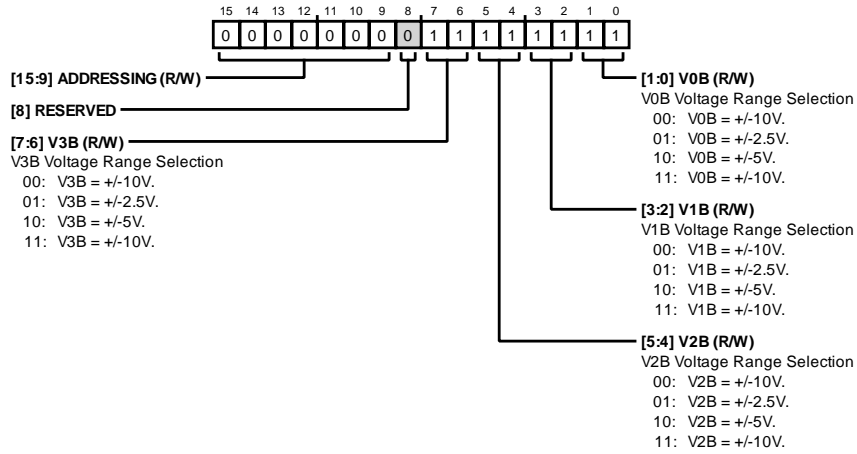 15 14 13 12 11 10 9 8 7 6 5 4 3 2 1 0
0 0 0 0 0 0 0 0 1 1 1 1 1 1 1 1
[15:9] ADDRESSING (R/W)
[8] RESERVED
[7:6] V3B (R/W)
V3B Voltage Range Selection
00: V3B = +/-10V.
01: V3B = +/-2.5V.
10: V3B = +/-5V.
11: V3B = +/-10V.
[1:0] V0B (R/W)
V0B Voltage Range Selection
00: V0B = +/-10V.
01: V0B = +/-2.5V.
10: V0B = +/-5V.
11: V0B = +/-10V.
[3:2] V1B (R/W)
V1B Voltage Range Selection
00: V1B = +/-10V.
01: V1B = +/-2.5V.
10: V1B = +/-5V.
11: V1B = +/-10V.
[5:4] V2B (R/W)
V2B Voltage Range Selection
00: V2B = +/-10V.
01: V2B = +/-2.5V.
10: V2B = +/-5V.
11: V2B = +/-10V.